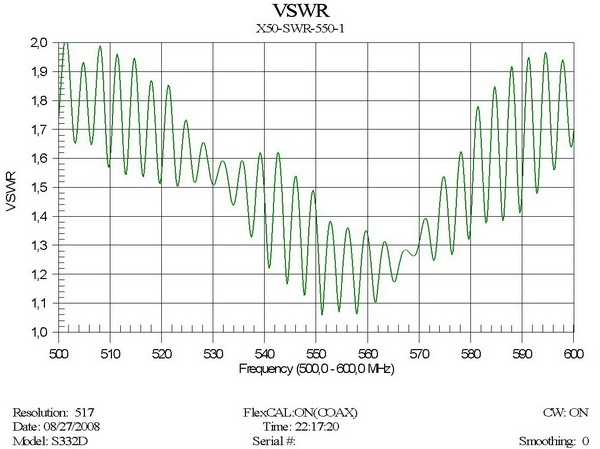 VSWR
X50-SWR-550-1
2,0
1,9
1,8
1,7
1,6
1,5
1,4
1,3
1,2
1,1
1,0
VSWR
500 510 520 530 540 550 560 570 580 590 600
Frequency (500,0 - 600,0 MHz)
Resolution: 517 FlexCAL:ON(COAX) CW: ON
Date: 08/27/2008 Time: 22:17:20
Model: S332D Serial #: Smoothing: 0